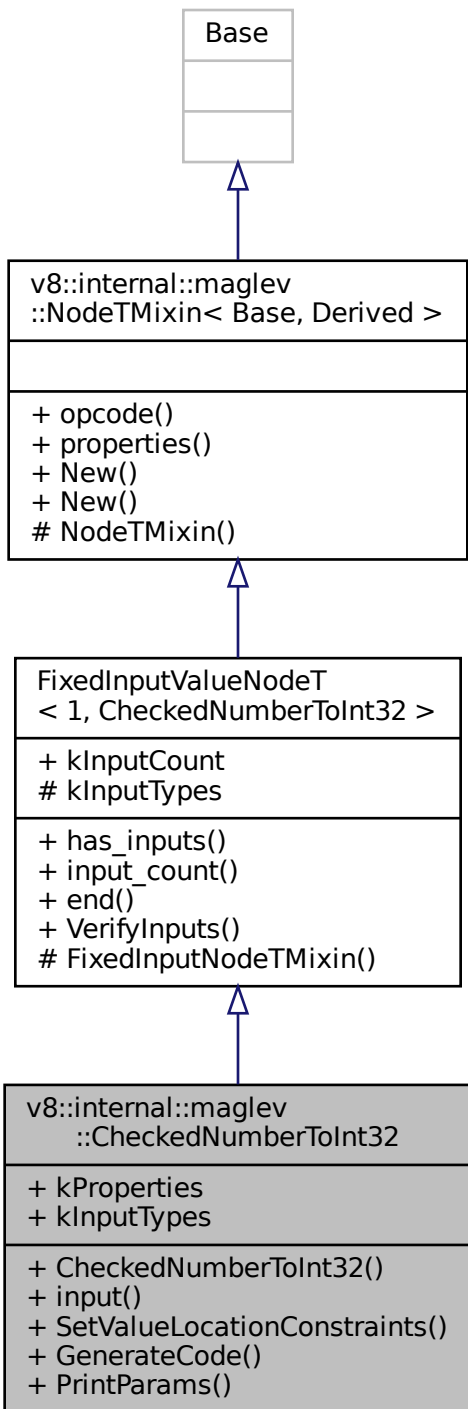 Base
v8::internal::maglev
::NodeTMixin< Base, Derived >
+ opcode()
+ properties()
+ New()
+ New()
# NodeTMixin()
FixedInputValueNodeT
< 1, CheckedNumberToInt32 >
+ kInputCount
# kInputTypes
+ has_inputs()
+ input_count()
+ end()
+ VerifyInputs()
# FixedInputNodeTMixin()
v8::internal::maglev
::CheckedNumberToInt32
+ kProperties
+ kInputTypes
+ CheckedNumberToInt32()
+ input()
+ SetValueLocationConstraints()
+ GenerateCode()
+ PrintParams()